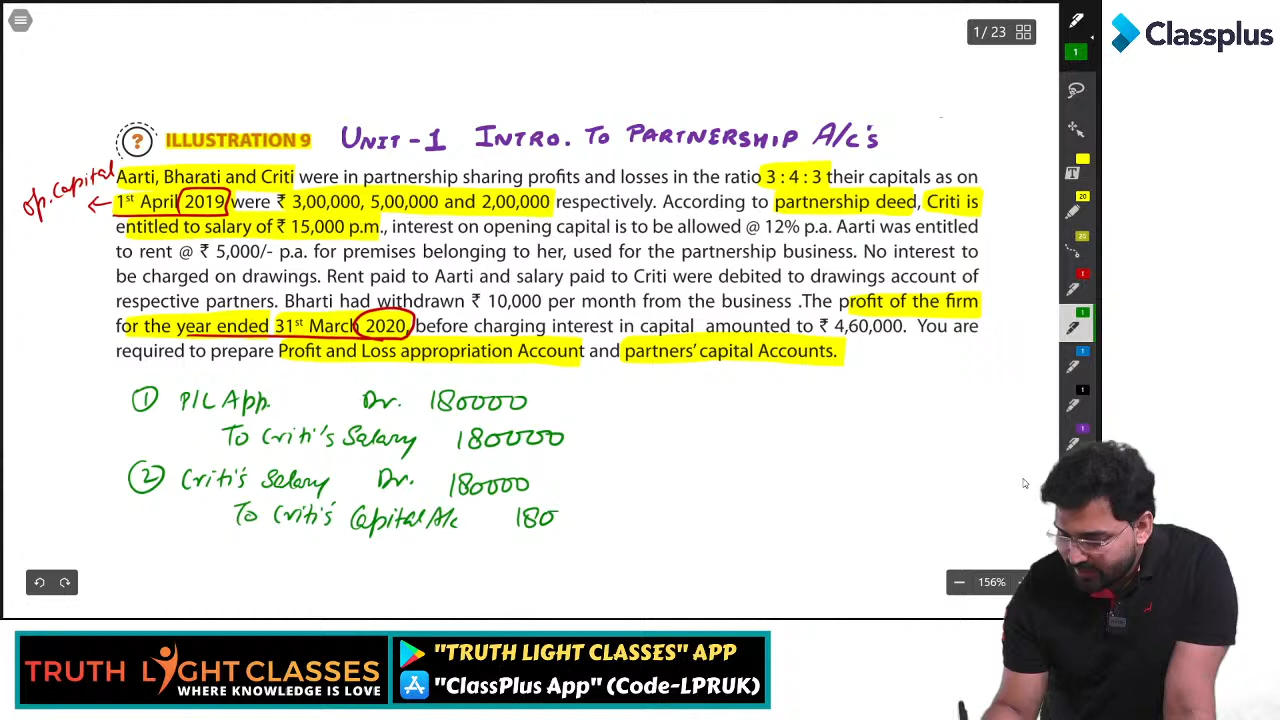 1 / 23
Classplus
1
ILLUSTRATION 9 UNIT-1 INTRO. TO PARTNERSHIP A/c's
op. Capital
Aarti, Bharati and Criti were in partnership sharing profits and losses in the ratio 3 : 4 : 3 their capitals as on
1st April 2019 were ₹ 3,00,000, 5,00,000 and 2,00,000 respectively. According to partnership deed, Criti is
entitled to salary of ₹ 15,000 p.m., interest on opening capital is to be allowed @ 12% p.a. Aarti was entitled
to rent @ ₹ 5,000/- p.a. for premises belonging to her, used for the partnership business. No interest to
be charged on drawings. Rent paid to Aarti and salary paid to Criti were debited to drawings account of
respective partners. Bharti had withdrawn ₹ 10,000 per month from the business .The profit of the firm
for the year ended 31st March 2020, before charging interest in capital amounted to ₹ 4,60,000. You are
required to prepare Profit and Loss appropriation Account and partners' capital Accounts.
① P/L App. Dr. 180000
To Criti's Salary 180000
② Criti's Salary Dr. 180000
To Criti's Capital A/c 180
156%
T
20
20
1
1
1
1
1
TRUTH LIGHT CLASSES
WHERE KNOWLEDGE IS LOVE
"TRUTH LIGHT CLASSES" APP
"ClassPlus App" (Code-LPRUK)